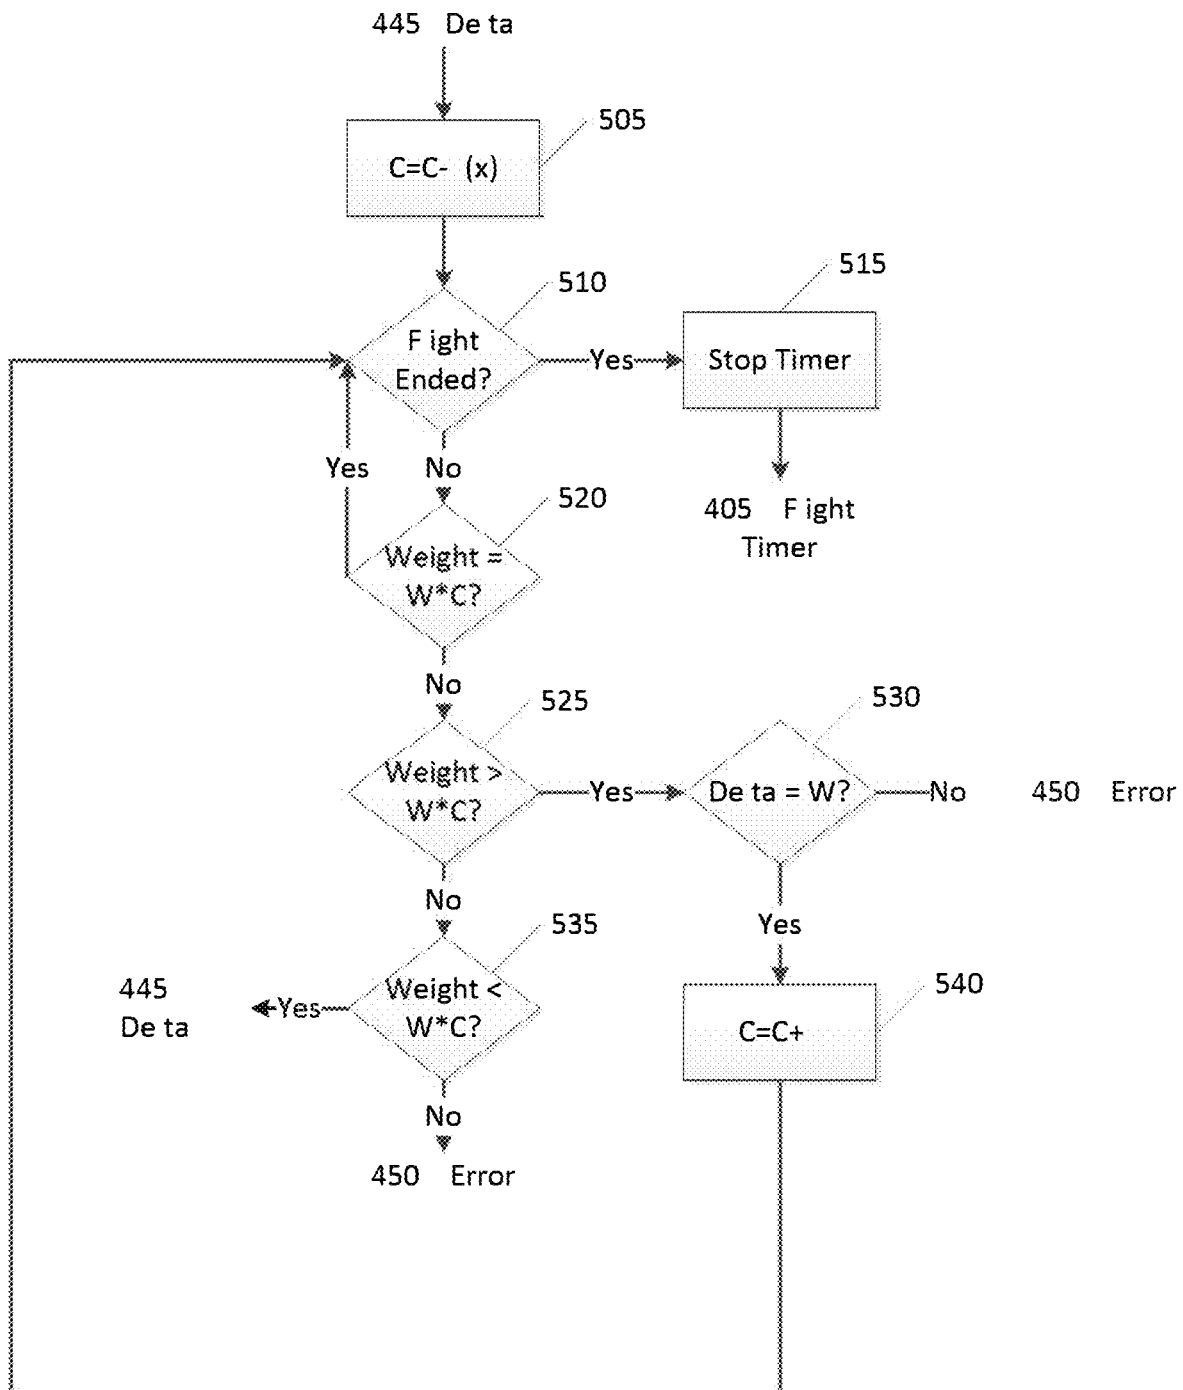 445 De ta
505
C=C- (x)
510
515
F ight
Ended?
Yes
Stop Timer
Yes
No
405 F ight
Timer
520
Weight =
W*C?
No
525
530
Weight >
W*C?
Yes
De ta = W?
No
450 Error
No
Yes
535
540
445
De ta
Yes
Weight <
W*C?
C=C+
No
450 Error